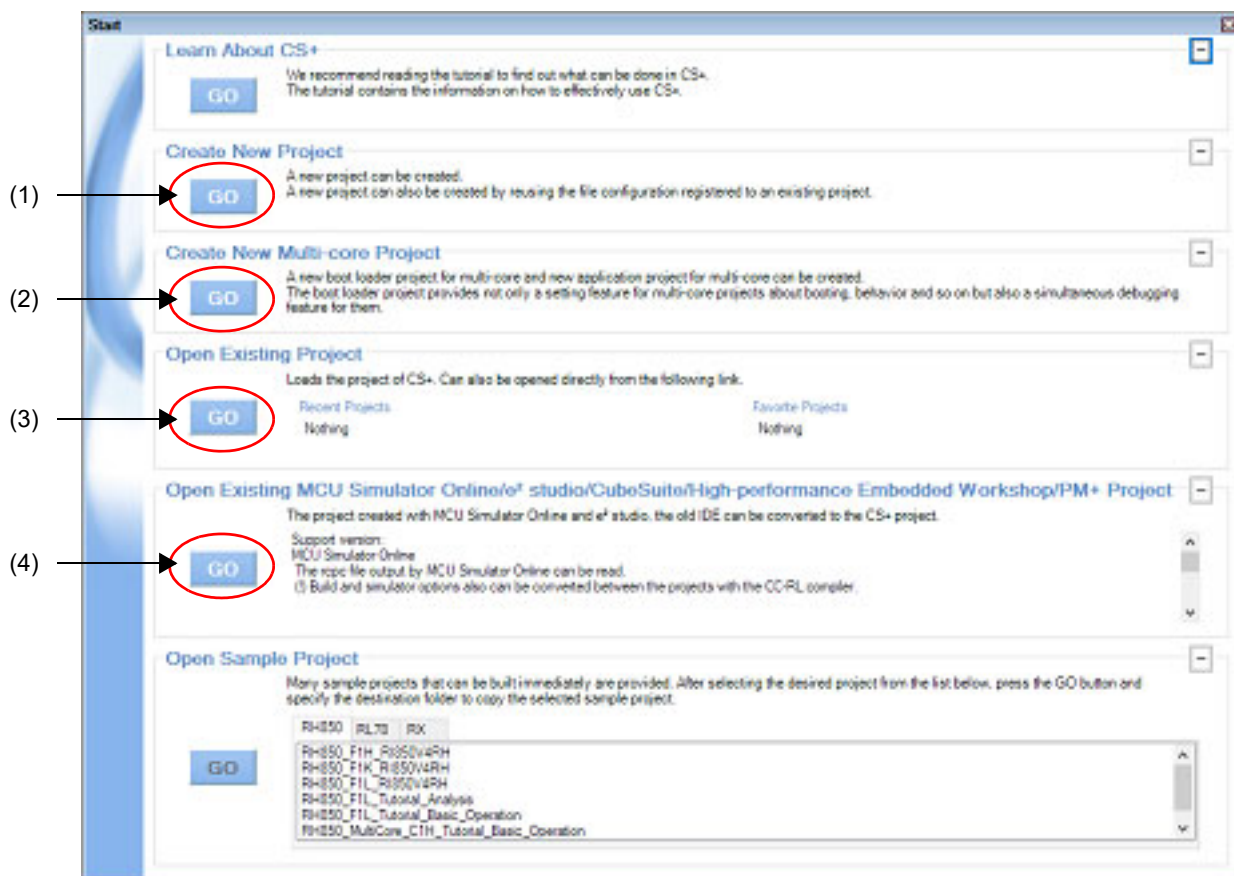 Start
Learn About CS+
We recommend reading the tutorial to find out what can be done in CS+.
The tutorial contains the information on how to effectively use CS+.
GO
Create New Project
A new project can be created.
A new project can also be created by reusing the file configuration registered to an existing project.
(1)
GO
Create New Multi-core Project
A new boot loader project for multi-core and new application project for multi-core can be created.
The boot loader project provides not only a setting feature for multi-core projects about booting, behavior and so on but also a simultaneous debugging
feature for them.
(2)
GO
Open Existing Project
Loads the project of CS+. Can also be opened directly from the following link.
Recent Projects Favorite Projects
(3)
GO
Nothing Nothing
Open Existing MCU Simulator Online/e² studio/CubeSuite/High-performance Embedded Workshop/PM+ Project
The project created with MCU Simulator Online and e² studio, the old IDE can be converted to the CS+ project.
Support version:
MCU Simulator Online
(4)
GO
The rcpc file output by MCU Simulator Online can be read.
(!) Build and simulator options also can be converted between the projects with the CC-RL compiler.
Open Sample Project
Many sample projects that can be built immediately are provided. After selecting the desired project from the list below, press the GO button and
specify the destination folder to copy the selected sample project.
RH850 RL78 RX
GO
RH850_F1H_RI850V4RH
RH850_F1K_RI850V4RH
RH850_F1L_RI850V4RH
RH850_F1L_Tutorial_Analysis
RH850_F1L_Tutorial_Basic_Operation
RH850_MultiCore_C1H_Tutorial_Basic_Operation